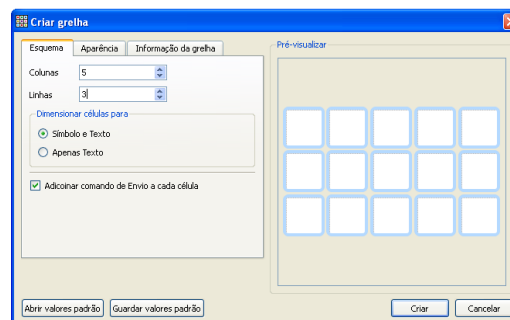 Criar grelha
Esquema Aparência Informação da grelha
Colunas 5
Linhas 3
Dimensionar células para
Símbolo e Texto
Apenas Texto
Adicoinar comando de Envio a cada célula
Pré-visualizar
Abrir valores padrão Guardar valores padrão Criar Cancelar